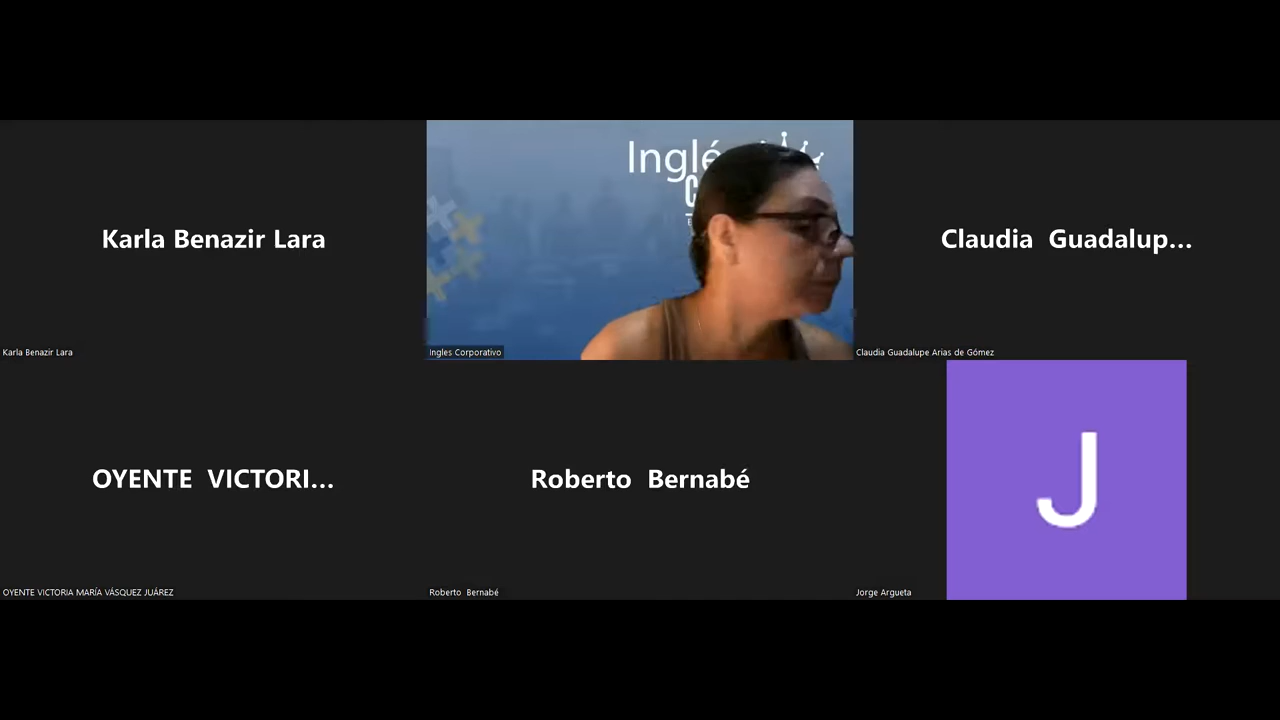 Karla Benazir Lara
Karla Benazir Lara
Ingles Corporativo
Claudia Guadalup...
Claudia Guadalupe Arias de Gómez
OYENTE VICTORI...
OYENTE VICTORIA MARÍA VÁSQUEZ JUÁREZ
Roberto Bernabé
Roberto Bernabé
J
Jorge Argueta